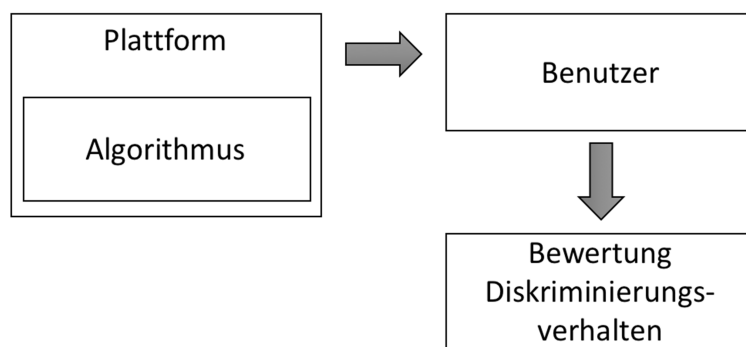 Plattform
Algorithmus
Benutzer
Bewertung
Diskriminierungs-
verhalten